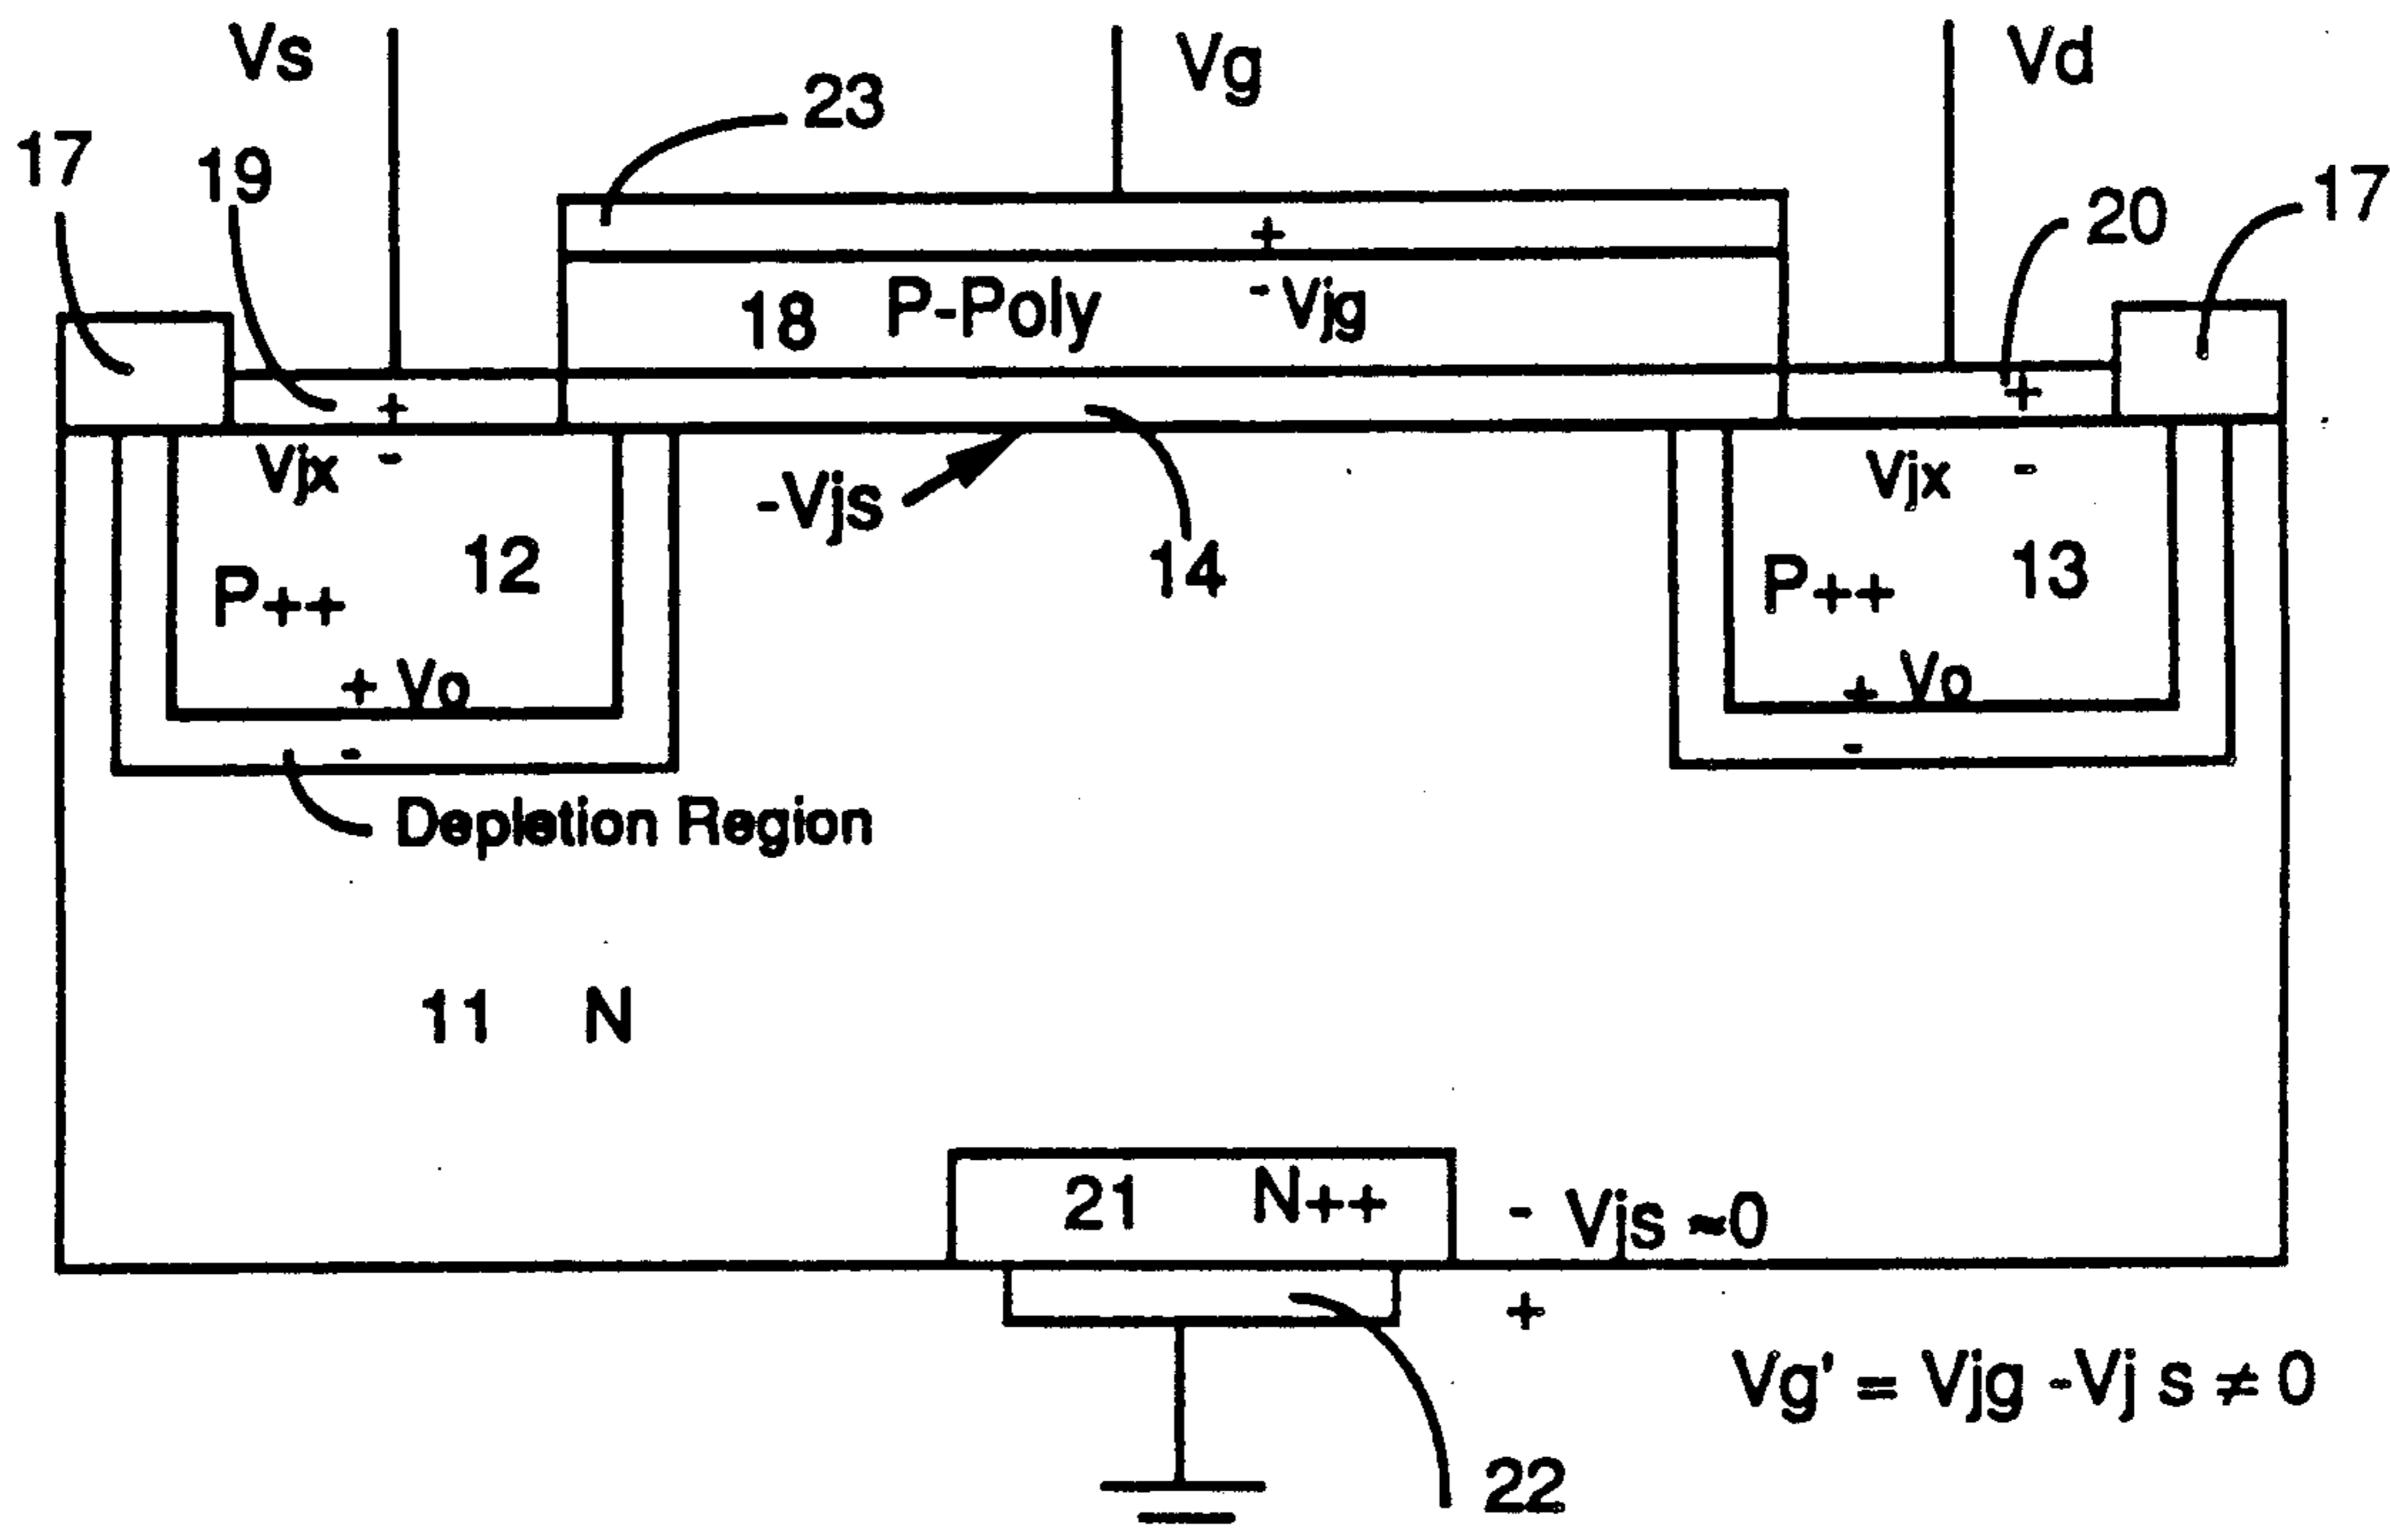 Vs
Vg
Vd
23
17
19
20
17
+
18 P-Poly - Vjg
+
+
Vjx -
-Vjs
Vjx -
12
14
13
P++
P++
+ Vo
+ Vo
-
-
Depletion Region
11 N
21 N++
- Vjs ≈0
+
Vg' = Vjg -Vj s ≠ 0
22